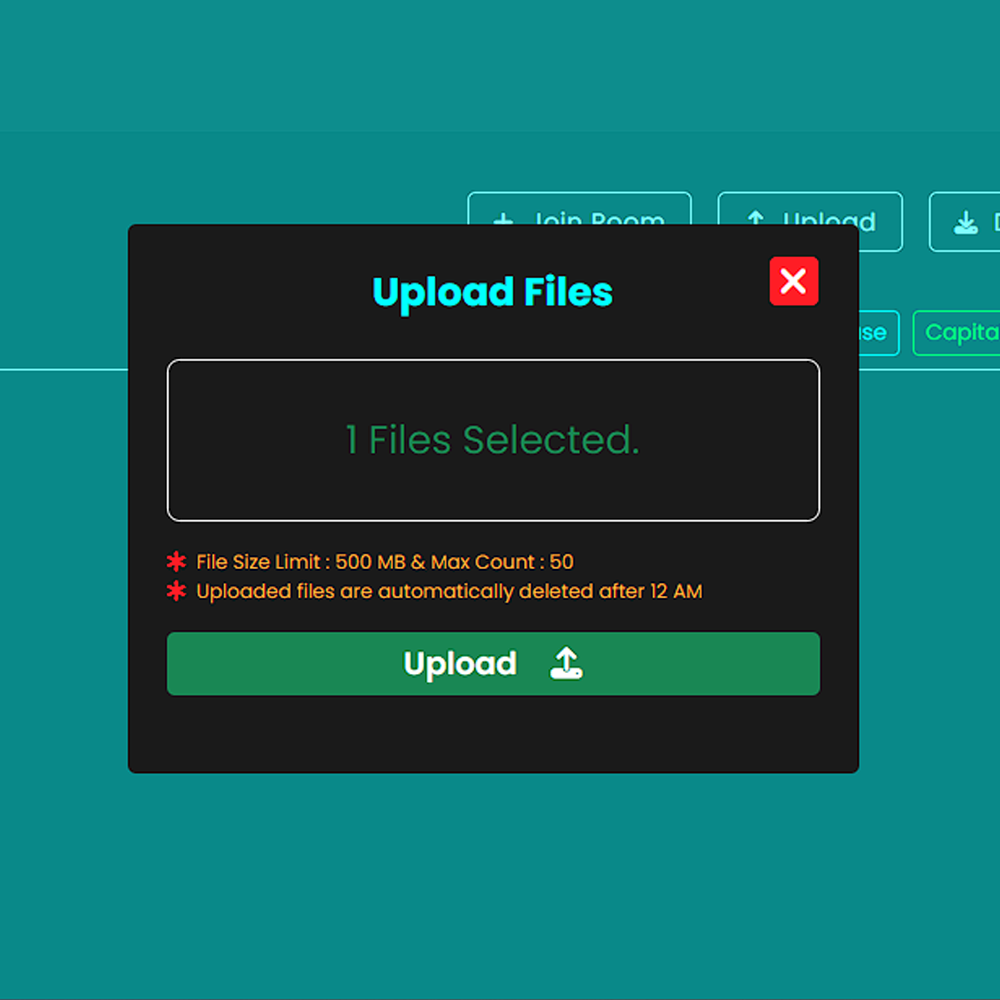 Join Room
Upload
Upload Files
Capita
1 Files Selected.
File Size Limit : 500 MB & Max Count : 50
Uploaded files are automatically deleted after 12 AM
Upload